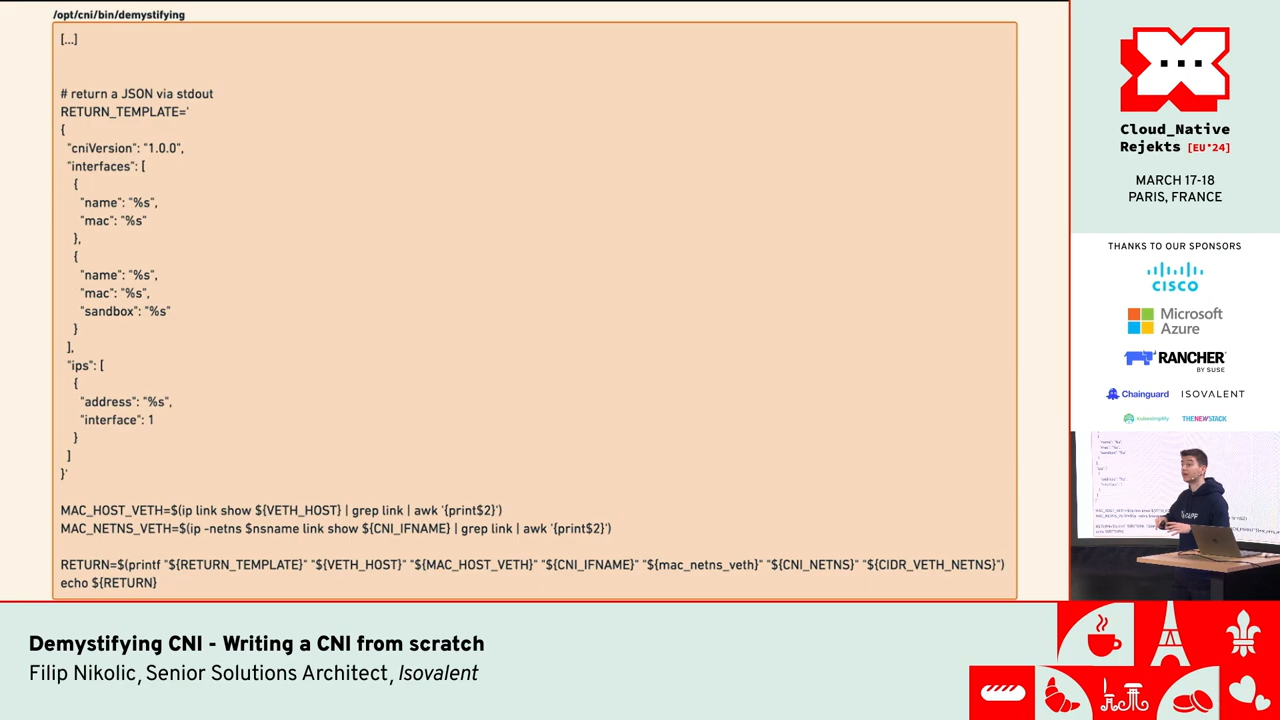 /opt/cni/bin/demystifying
[...]
# return a JSON via stdout
RETURN_TEMPLATE='
{
"cniVersion": "1.0.0",
"interfaces": [
{
"name": "%s",
"mac": "%s"
},
{
"name": "%s",
"mac": "%s",
"sandbox": "%s"
}
],
"ips": [
{
"address": "%s",
"interface": 1
}
]
}'
MAC_HOST_VETH=$(ip link show ${VETH_HOST} | grep link | awk '{print$2}')
MAC_NETNS_VETH=$(ip -netns $nsname link show ${CNI_IFNAME} | grep link | awk '{print$2}')
RETURN=$(printf "${RETURN_TEMPLATE}" "${VETH_HOST}" "${MAC_HOST_VETH}" "${CNI_IFNAME}" "${mac_netns_veth}" "${CNI_NETNS}" "${CIDR_VETH_NETNS}")
echo ${RETURN}
Cloud_Native
Rejekts [EU'24]
MARCH 17-18
PARIS, FRANCE
THANKS TO OUR SPONSORS
CISCO
Microsoft
Azure
RANCHER
BY SUSE
Chainguard ISOVALENT
kubesimplify THENEWSTACK
Demystifying CNI - Writing a CNI from scratch
Filip Nikolic, Senior Solutions Architect, Isovalent